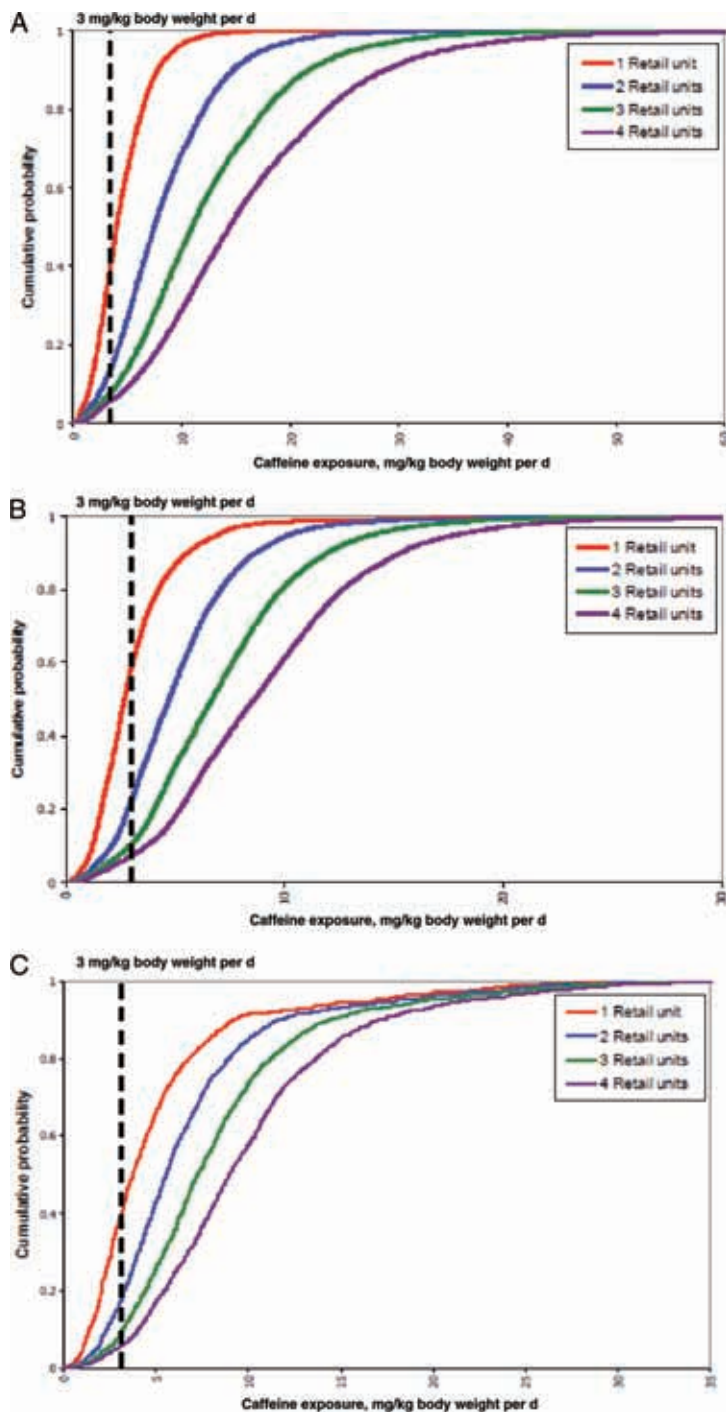 A
3 mg/kg body weight per d
1
0.8
0.6
0.4
0.2
0
Cumulative probability
1 Retail unit
2 Retail units
3 Retail units
4 Retail units
0
10
20
30
40
50
60
Caffeine exposure, mg/kg body weight per d
B
3 mg/kg body weight per d
1
0.8
0.6
0.4
0.2
0
Cumulative probability
1 Retail unit
2 Retail units
3 Retail units
4 Retail units
0
10
20
30
Caffeine exposure, mg/kg body weight per d
C
3 mg/kg body weight per d
1
0.8
0.6
0.4
0.2
0
Cumulative probability
1 Retail unit
2 Retail units
3 Retail units
4 Retail units
0
5
10
15
20
25
30
35
Caffeine exposure, mg/kg body weight per d